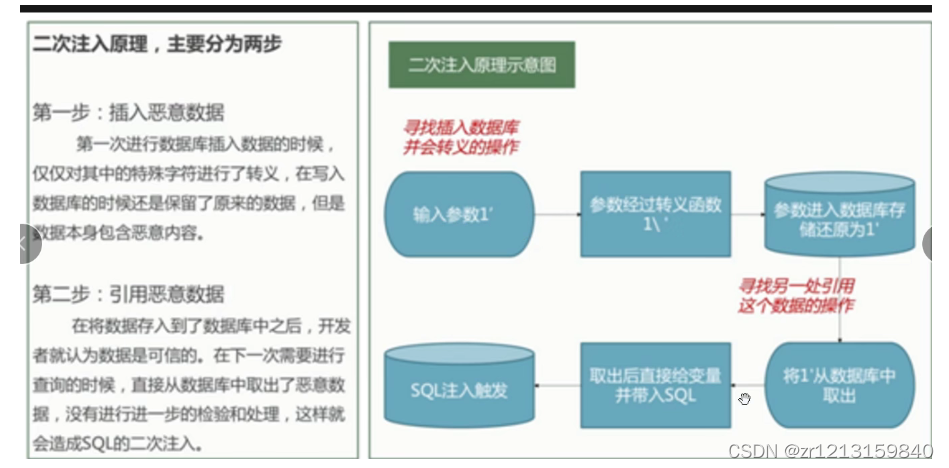 二次注入原理，主要分为两步
第一步：插入恶意数据
第一次进行数据库插入数据的时候，
仅仅对其中的特殊字符进行了转义，在写入
数据库的时候还是保留了原来的数据，但是
数据本身包含恶意内容。
第二步：引用恶意数据
在将数据存入到了数据库中之后，开发
者就认为数据是可信的。在下一次需要进行
查询的时候，直接从数据库中取出了恶意数
据，没有进行进一步的检验和处理，这样就
会造成SQL的二次注入。
二次注入原理示意图
寻找插入数据库
并会转义的操作
输入参数1'
参数经过转义函数
1\ '
参数进入数据库存
储还原为1'
寻找另一处引用
这个数据的操作
将1'从数据库中
取出
取出后直接给变量
并带入SQL
SQL注入触发
CSDN @zr1213159840